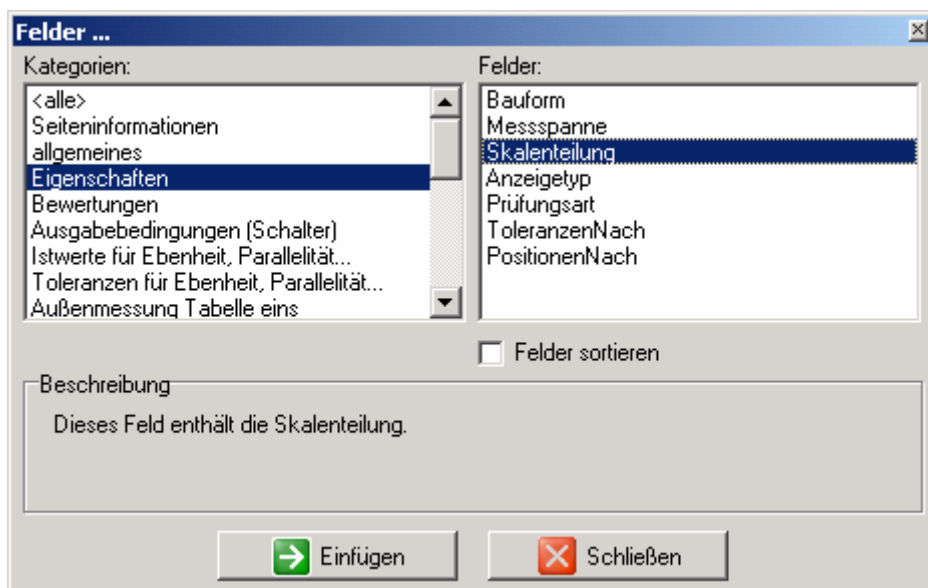 Felder ...
Kategorien:
<alle>
Seiteninformationen
allgemeines
Eigenschaften
Bewertungen
Ausgabebedingungen (Schalter)
Istwerte für Ebenheit, Parallelität...
Toleranzen für Ebenheit, Parallelität...
Außenmessung Tabelle eins
Felder:
Bauform
Messspanne
Skalenteilung
Anzeigetyp
Prüfungsart
ToleranzenNach
PositionenNach
Felder sortieren
Beschreibung
Dieses Feld enthält die Skalenteilung.
Einfügen
Schließen